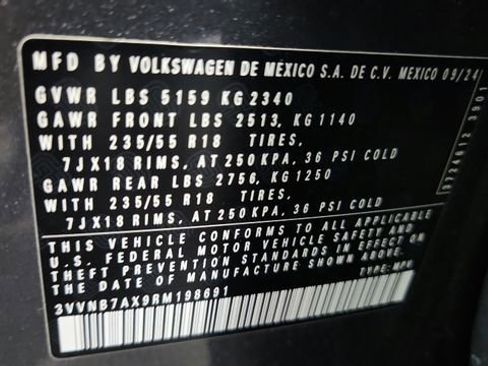 MFD BY VOLKSWAGEN DE MEXICO S.A. DE C.V. MEXICO 09/24
GVWR LBS 5159 KG 2340
GAWR FRONT LBS 2513, KG 1140
WITH 235/55 R18 TIRES,
7JX18 RIMS, AT 250 KPA, 36 PSI COLD
GAWR REAR LBS 2756, KG 1250
WITH 235/55 R18 TIRES,
7JX18 RIMS, AT 250 KPA, 36 PSI COLD
THIS VEHICLE CONFORMS TO ALL APPLICABLE
U.S. FEDERAL MOTOR VEHICLE SAFETY AND
THEFT PREVENTION STANDARDS IN EFFECT ON
THE DATE OF MANUFACTURE SHOWN ABOVE.
3VVNB7AX9RM198691 TYPE: MPV